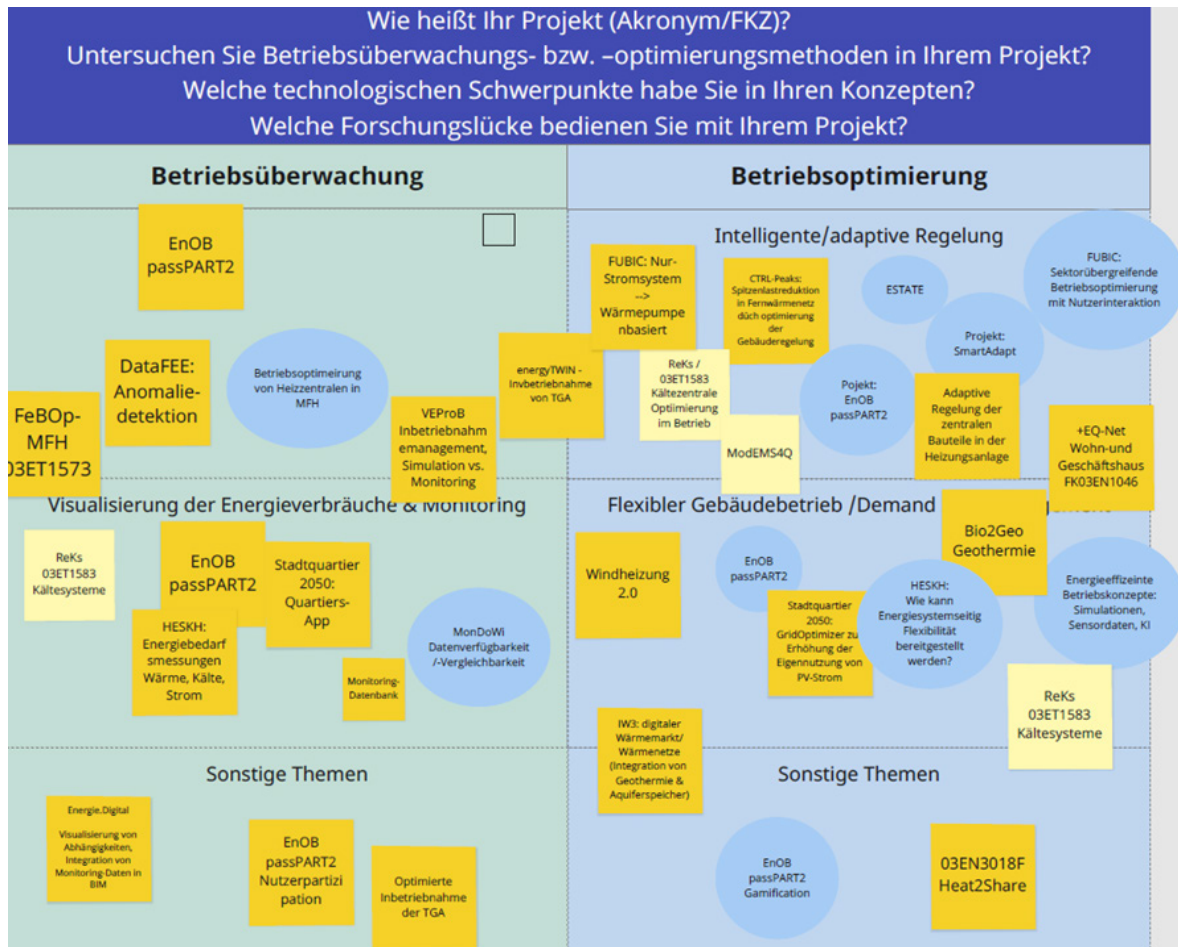 Wie heißt Ihr Projekt (Akronym/FKZ)?
Untersuchen Sie Betriebsüberwachungs- bzw. –optimierungsmethoden in Ihrem Projekt?
Welche technologischen Schwerpunkte habe Sie in Ihren Konzepten?
Welche Forschungslücke bedienen Sie mit Ihrem Projekt?
Betriebsüberwachung
EnOB
passPART2
DataFEE:
Anomalie-
detektion
Betriebsoptimeirung
von Heizzentralen in
MFH
FeBOp-
MFH
03ET1573
VEProB
Inbetriebnahm
emanagement,
Simulation vs.
Monitoring
energyTWIN -
Invbetriebnahme
von TGA
Visualisierung der Energieverbräuche & Monitoring
ReKs
03ET1583
Kältesysteme
EnOB
passPART2
Stadtquartier
2050:
Quartiers-
App
HESKH:
Energiebedarf
smessungen
Wärme, Kälte,
Strom
Monitoring-
Datenbank
MonDoWi
Datenverfügbarkeit
/-Vergleichbarkeit
Sonstige Themen
Energie.Digital
Visualisierung von
Abhängigkeiten,
Integration von
Monitoring-Daten in
BIM
EnOB
passPART2
Nutzerpartizi
pation
Optimierte
Inbetriebnahme
der TGA
Betriebsoptimierung
Intelligente/adaptive Regelung
FUBIC: Nur-
Stromsystem
-->
Wärmepumpe
nbasiert
CTRL-Peaks:
Spitzenlastreduktion
in Fernwärmenetz
düch optimierung
der
Gebäuderegelung
ESTATE
FUBIC:
Sektorübergreifende
Betriebsoptimierung
mit Nutzerinteraktion
Projekt:
SmartAdapt
ReKs /
03ET1583
Kältezentrale
Optiimierung
im Betrieb
Pojekt:
EnOB
passPART2
Adaptive
Regelung der
zentralen
Bauteile in der
Heizungsanlage
ModEMS4Q
+EQ-Net
Wohn-und
Geschäftshaus
FK03EN1046
Flexibler Gebäudebetrieb /Demand
Windheizung
2.0
EnOB
passPART2
Bio2Geo
Geothermie
Stadtquartier
2050:
GridOptimizer zu
Erhöhung der
Eigennutzung von
PV-Strom
HESKH:
Wie kann
Energiesystemseitig
Flexibilität
bereitgestellt
werden?
Energieeffizeinte
Betriebskonzepte:
Simulationen,
Sensordaten, KI
ReKs
03ET1583
Kältesysteme
IW3: digitaler
Wärmemarkt/
Wärmenetze
(Integration von
Geothermie &
Aquiferspeicher)
Sonstige Themen
EnOB
passPART2
Gamification
03EN3018F
Heat2Share